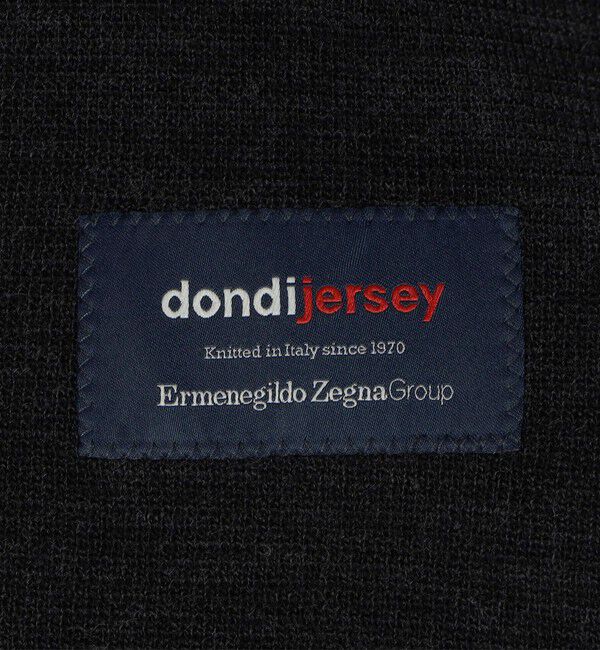 dondijersey
Knitted in Italy since 1970
Ermenegildo ZegnaGroup